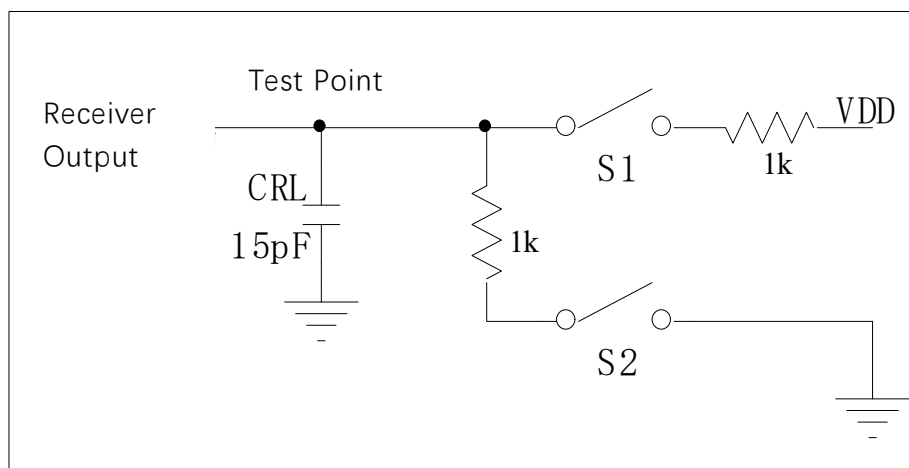 Test Point
Receiver
Output
VDD
S1
1k
CRL
15pF
1k
S2